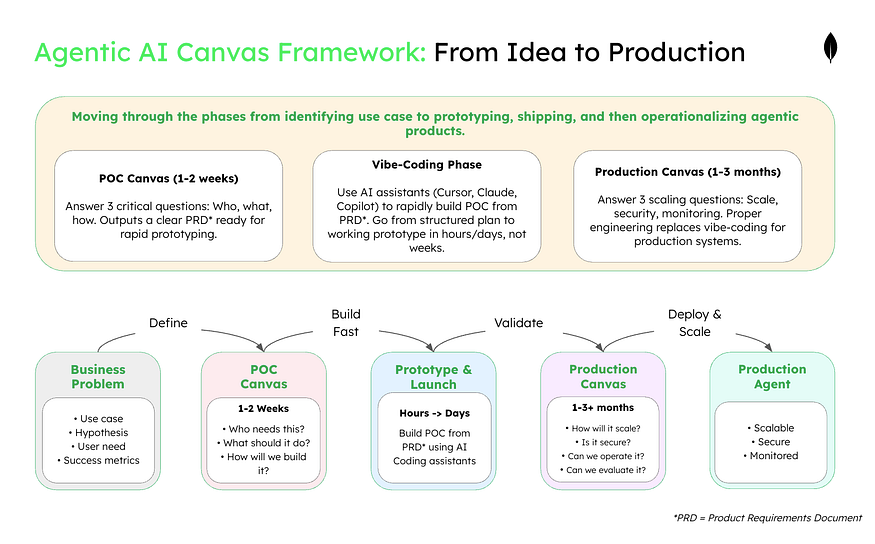 Agentic AI Canvas Framework: From Idea to Production
Moving through the phases from identifying use case to prototyping, shipping, and then operationalizing agentic
products.
POC Canvas (1-2 weeks)
Answer 3 critical questions: Who, what,
how. Outputs a clear PRD* ready for
rapid prototyping.
Vibe-Coding Phase
Use AI assistants (Cursor, Claude,
Copilot) to rapidly build POC from
PRD*. Go from structured plan to
working prototype in hours/days, not
weeks.
Production Canvas (1-3 months)
Answer 3 scaling questions: Scale,
security, monitoring. Proper
engineering replaces vibe-coding for
production systems.
Define
Build
Fast
Validate
Deploy &
Scale
Business
Problem
• Use case
• Hypothesis
• User need
• Success metrics
POC
Canvas
1-2 Weeks
• Who needs this?
• What should it do?
• How will we build
it?
Prototype &
Launch
Hours -> Days
Build POC from
PRD* using AI
Coding assistants
Production
Canvas
1-3+ months
• How will it scale?
• Is it secure?
• Can we operate it?
• Can we evaluate it?
Production
Agent
• Scalable
• Secure
• Monitored
*PRD = Product Requirements Document